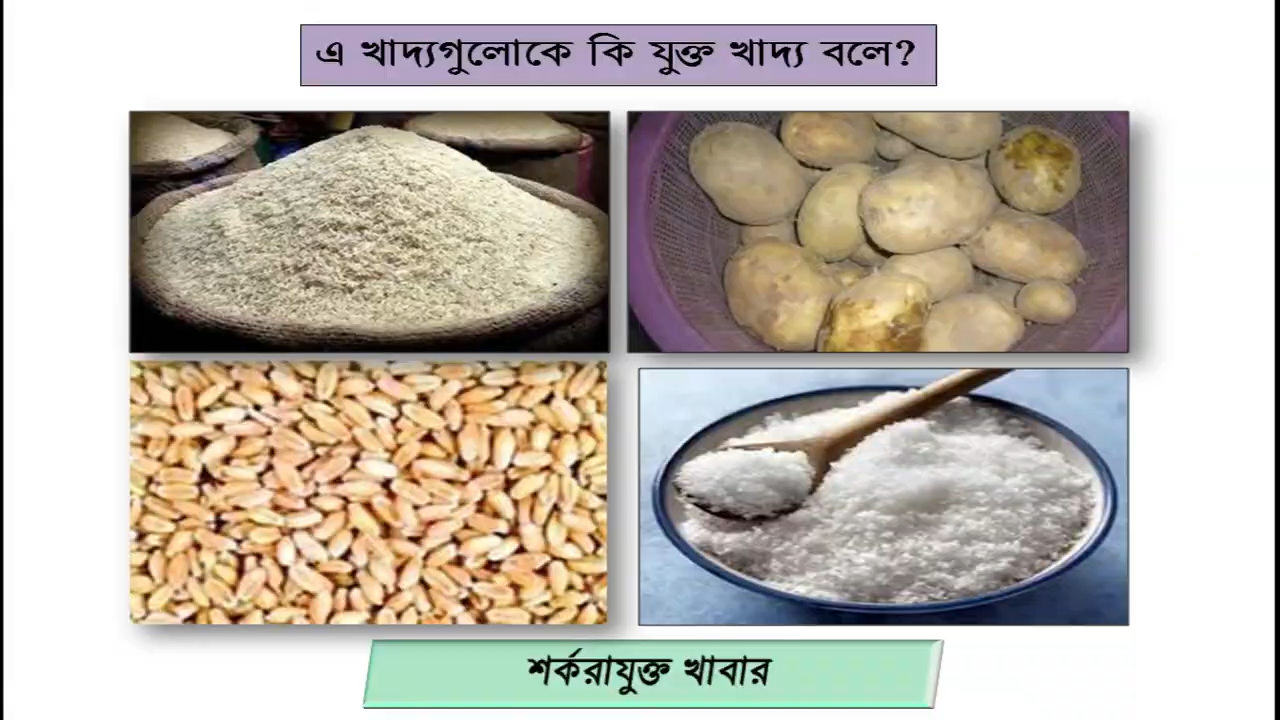 এ খাদ্যগুলোকে কি যুক্ত খাদ্য বলে?
শর্করাযুক্ত খাবার